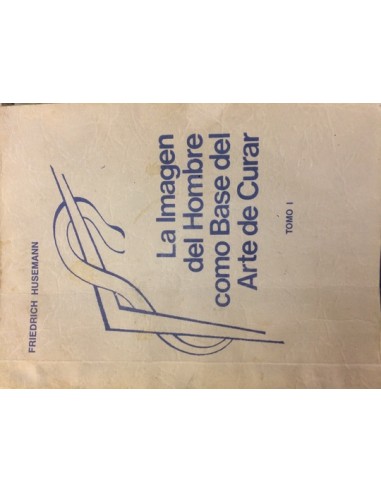 FRIEDRICH HUSEMANN
La Imagen
del Hombre
como Base del
Arte de Curar
TOMO I